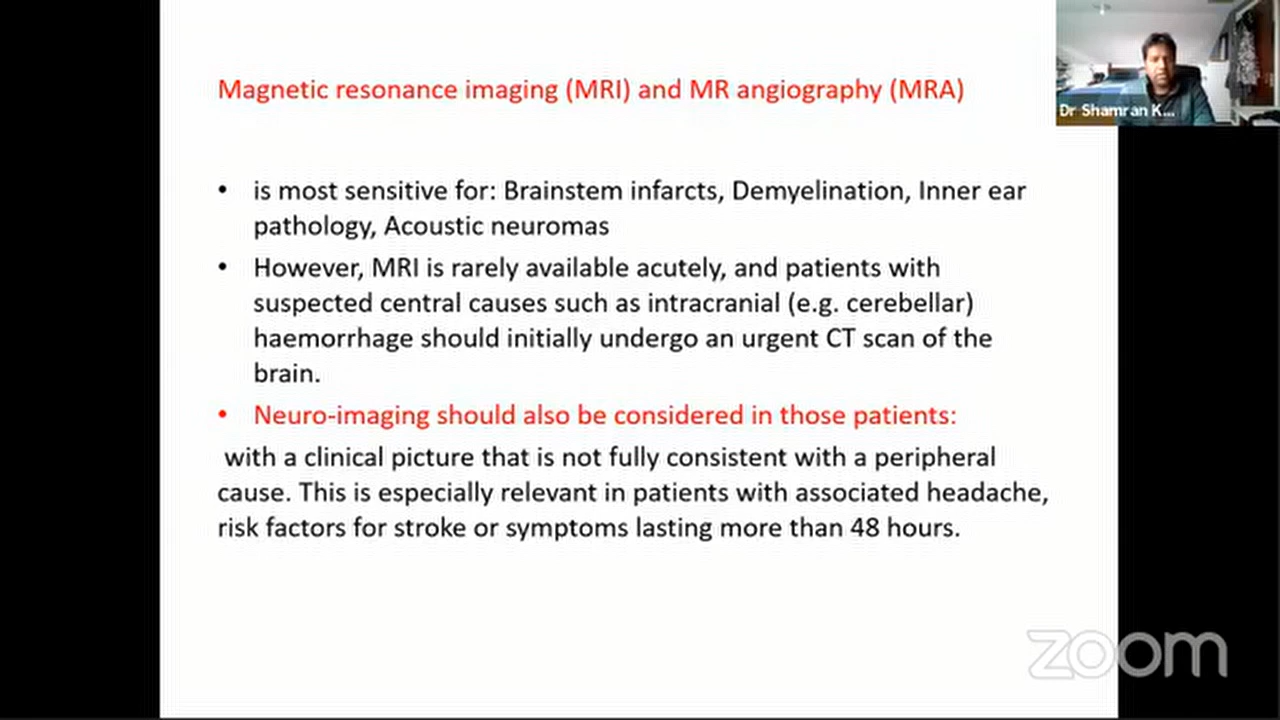 Magnetic resonance imaging (MRI) and MR angiography (MRA)
Dr Shamran K...
• is most sensitive for: Brainstem infarcts, Demyelination, Inner ear
pathology, Acoustic neuromas
• However, MRI is rarely available acutely, and patients with
suspected central causes such as intracranial (e.g. cerebellar)
haemorrhage should initially undergo an urgent CT scan of the
brain.
• Neuro-imaging should also be considered in those patients:
with a clinical picture that is not fully consistent with a peripheral
cause. This is especially relevant in patients with associated headache,
risk factors for stroke or symptoms lasting more than 48 hours.
zoom